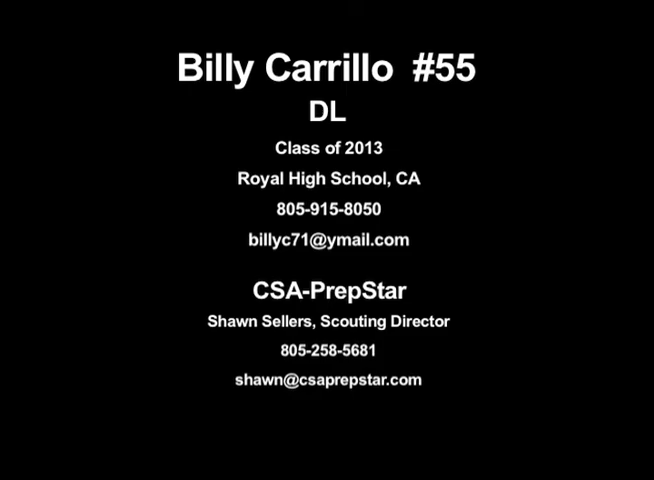 Billy Carrillo #55
DL
Class of 2013
Royal High School, CA
805-915-8050
billyc71@ymail.com
CSA-PrepStar
Shawn Sellers, Scouting Director
805-258-5681
shawn@csaprepstar.com